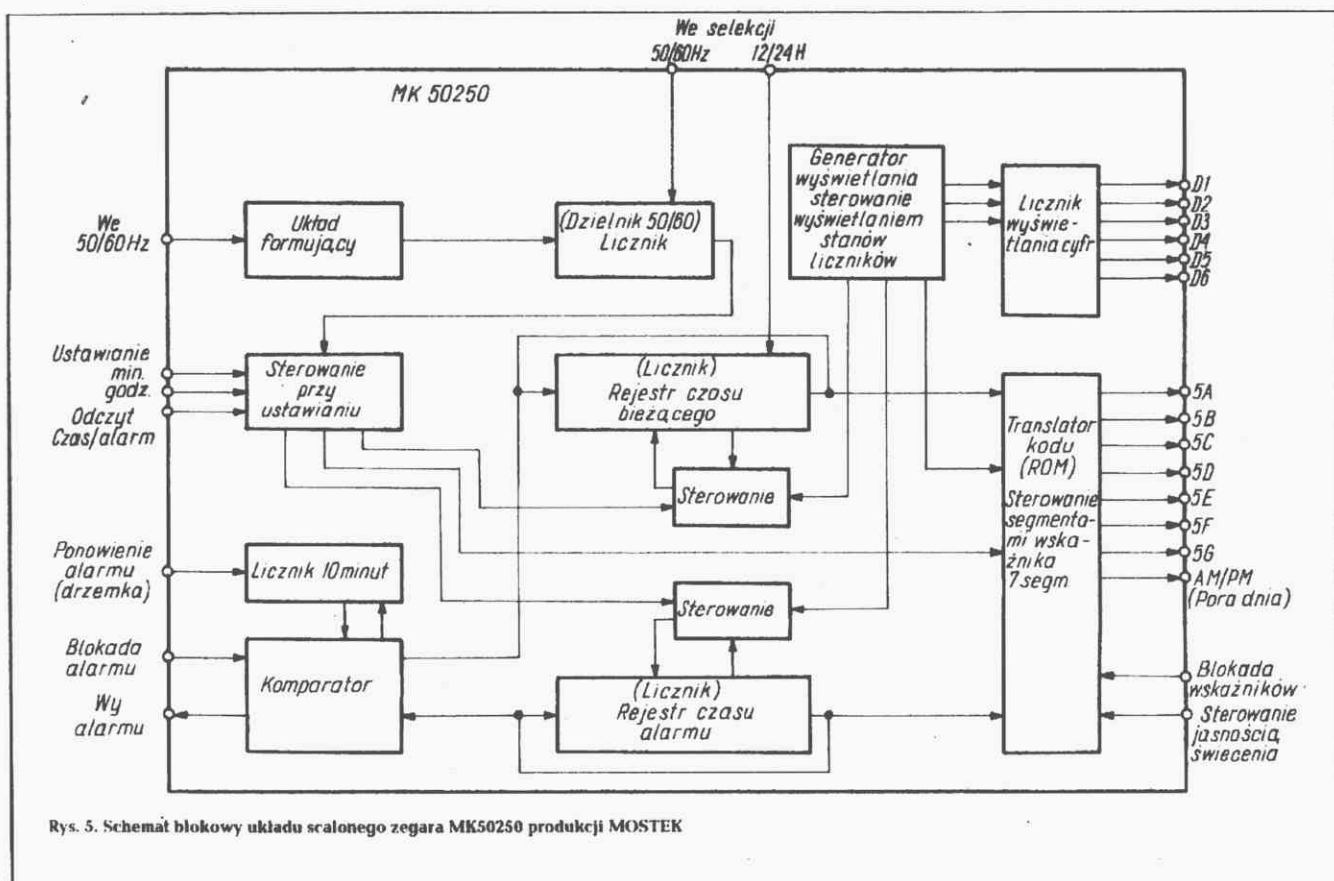 We selekcji
50/60Hz 12/24H
MK 50250
We
50/60Hz
Układ
formujący
(Dzielnik 50/60)
Licznik
Generator
wyświetlania
sterowanie
wyświetlaniem
stanów
liczników
Licznik
wyświe-
tlania cyfr
D1
D2
D3
D4
D5
D6
Ustawianie
min.
godz.
Odczyt
Czas/alarm
Sterowanie
przy
ustawianiu
(Licznik)
Rejestr czasu
bieżącego
Sterowanie
Translator
kodu
(ROM)
Sterowanie
segmenta-
mi wska-
źnika
7 segm
5A
5B
5C
5D
5E
5F
5G
AM/PM
(Pora dnia)
Ponowienie
alarmu
(drzemka)
Licznik 10 minut
Sterowanie
Blokada
alarmu
Wy
alarmu
Komparator
(Licznik)
Rejestr czasu
alarmu
Blokada
wskaźników
Sterowanie
jasnością
świecenia
Rys. 5. Schemat blokowy układu scalonego zegara MK50250 produkcji MOSTEK